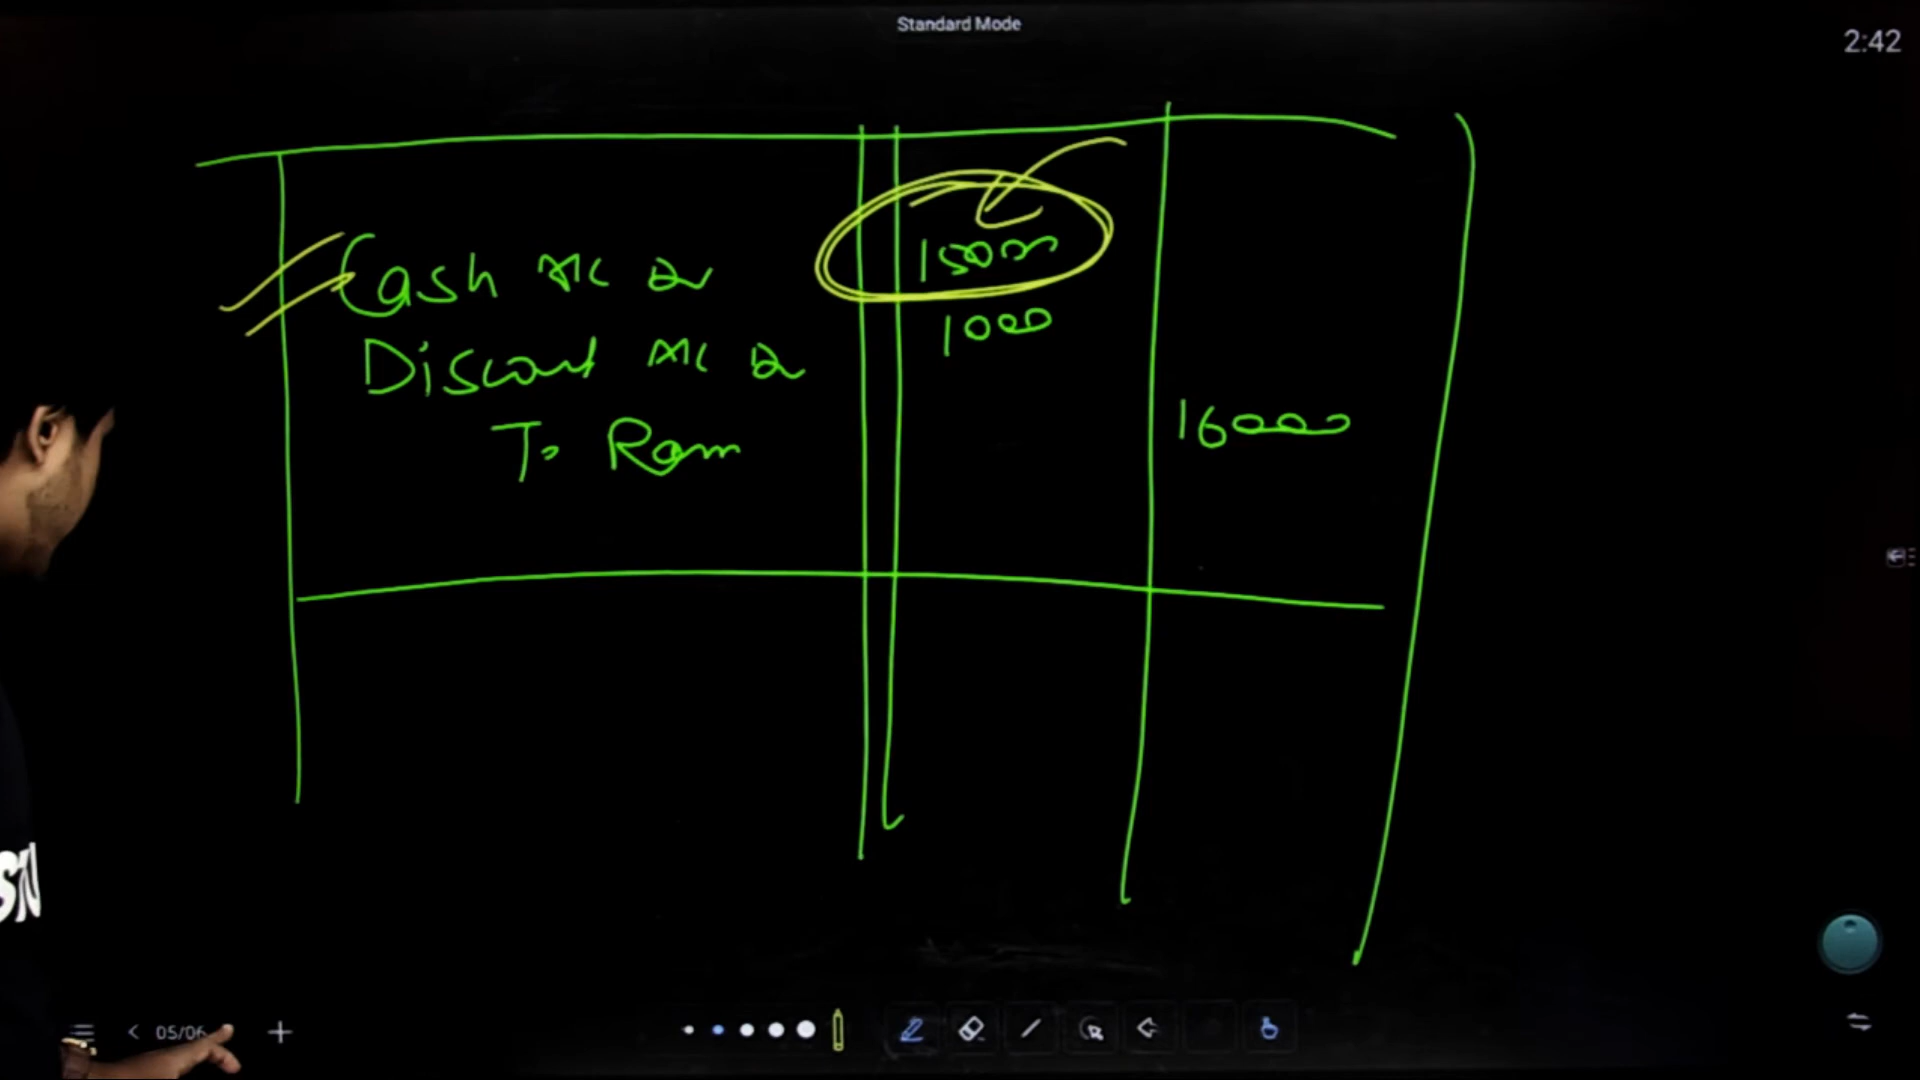 Standard Mode
2:42
Cash A/c Dr 15000
Discount A/c Dr 1000
To Ram 16000
05/06